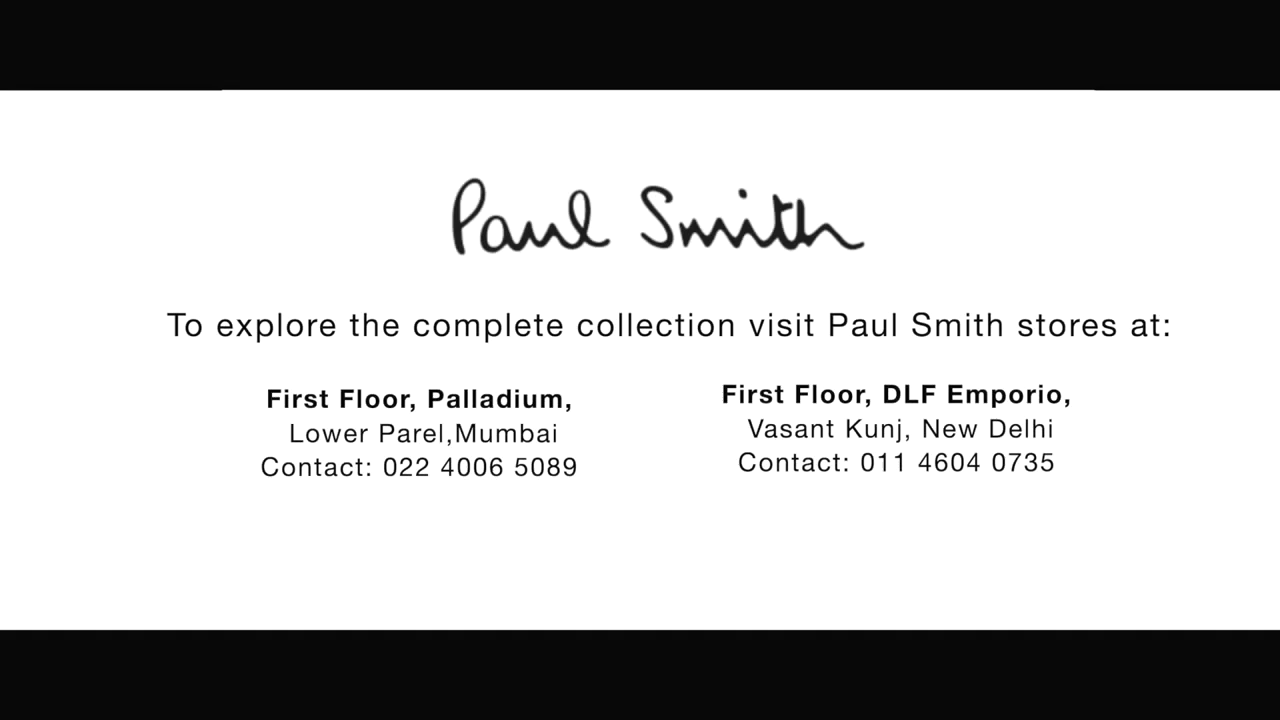 Paul Smith
To explore the complete collection visit Paul Smith stores at:
First Floor, Palladium,
Lower Parel,Mumbai
Contact: 022 4006 5089
First Floor, DLF Emporio,
Vasant Kunj, New Delhi
Contact: 011 4604 0735